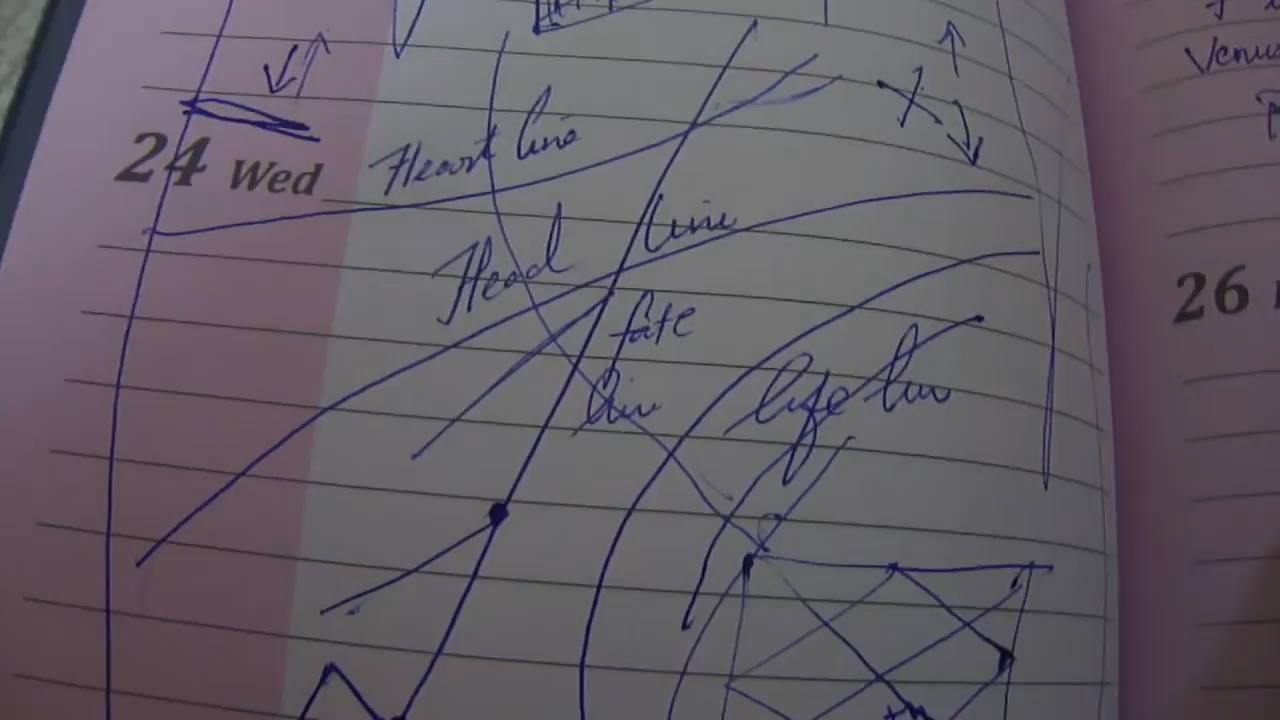 Venus
24 Wed
Heart line
Head line
26
fate
line
life line